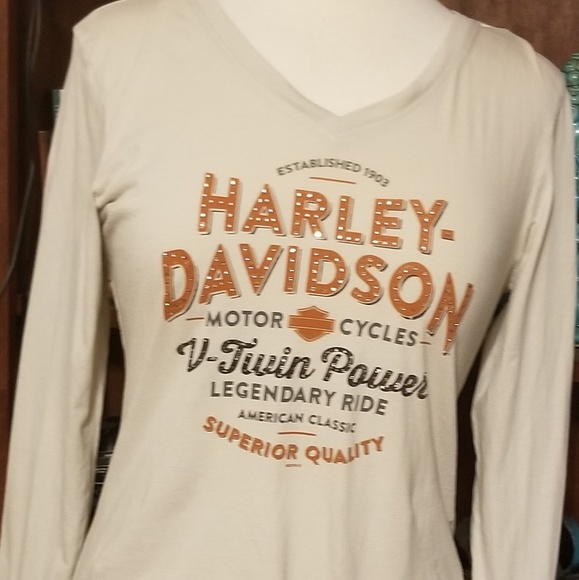 ESTABLISHED 1903
HARLEY-
DAVIDSON
MOTOR CYCLES
V-Twin Power
LEGENDARY RIDE
AMERICAN CLASSIC
SUPERIOR QUALITY